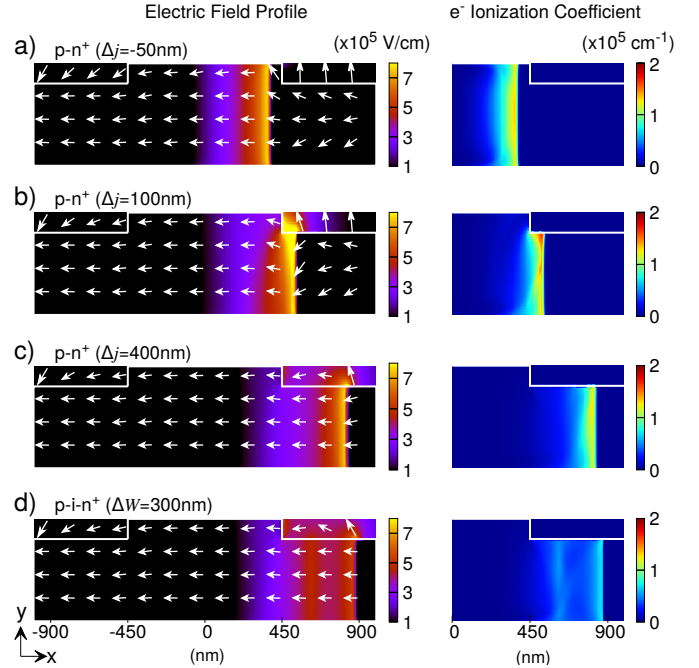 Electric Field Profile
e⁻ Ionization Coefficient
a) p-n⁺ (Δj=-50nm)
(x10⁵ V/cm)
(x10⁵ cm⁻¹)
7
5
3
1
2
1
0
b) p-n⁺ (Δj=100nm)
7
5
3
1
2
1
0
c) p-n⁺ (Δj=400nm)
7
5
3
1
2
1
0
d) p-i-n⁺ (ΔW=300nm)
7
5
3
1
2
1
0
y
x
-900 -450 0 450 900
(nm)
0 450 900
(nm)